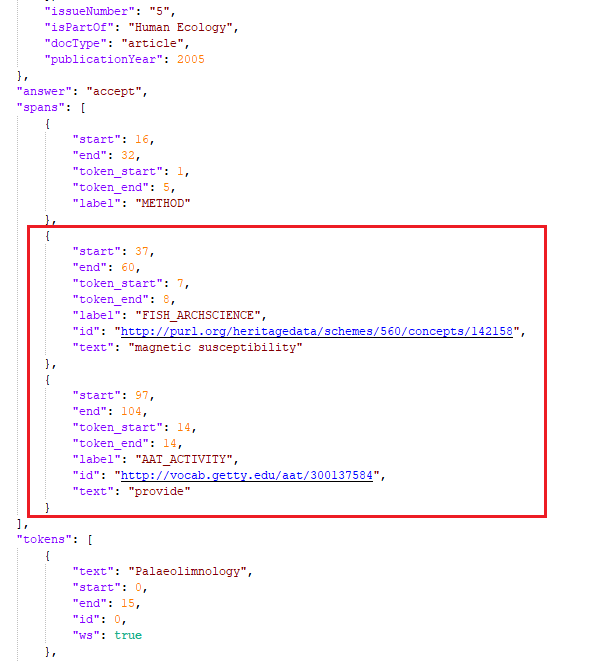 "issueNumber": "5",
"isPartOf": "Human Ecology",
"docType": "article",
"publicationYear": 2005
},
"answer": "accept",
"spans": [
{
"start": 16,
"end": 32,
"token_start": 1,
"token_end": 5,
"label": "METHOD"
},
{
"start": 37,
"end": 60,
"token_start": 7,
"token_end": 8,
"label": "FISH_ARCHSCIENCE",
"id": "http://purl.org/heritagedata/schemes/560/concepts/142158",
"text": "magnetic susceptibility"
},
{
"start": 97,
"end": 104,
"token_start": 14,
"token_end": 14,
"label": "AAT_ACTIVITY",
"id": "http://vocab.getty.edu/aat/300137584",
"text": "provide"
}
],
"tokens": [
{
"text": "Palaeolimnology",
"start": 0,
"end": 15,
"id": 0,
"ws": true
},